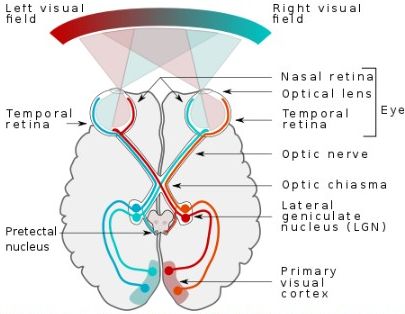 Left visual
field
Right visual
field
Nasal retina
Optical lens
Temporal
retina
Temporal
retina
Eye
Optic nerve
Optic chiasma
Lateral
geniculate
nucleus (LGN)
Pretectal
nucleus
Primary
visual
cortex